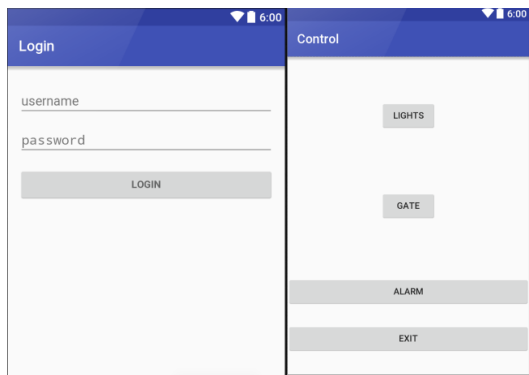 6:00
Login
username
password
LOGIN
6:00
Control
LIGHTS
GATE
ALARM
EXIT